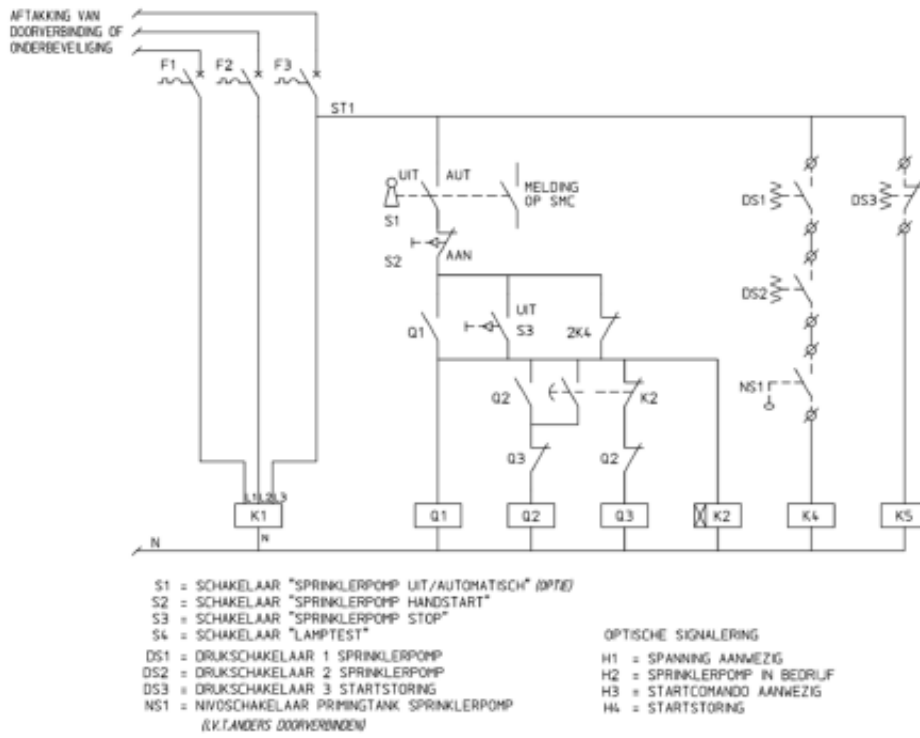 AFTAKKING VAN
DOORVERBINDING OF
ONDERBEVEILIGING
F1
F2
F3
ST1
UIT
AUT
MELDING
OP SMC
S1
S2
AAN
DS1
DS3
DS2
Q1
UIT
S3
2K4
Q2
K2
NS1
Q3
Q2
L1
L2
L3
K1
Q1
Q2
Q3
K2
K4
K5
N
N
S1 = SCHAKELAAR "SPRINKLERPOMP UIT/AUTOMATISCH" (OPTIE)
S2 = SCHAKELAAR "SPRINKLERPOMP HANDSTART"
S3 = SCHAKELAAR "SPRINKLERPOMP STOP"
S4 = SCHAKELAAR "LAMPTEST"
DS1 = DRUKSCHAKELAAR 1 SPRINKLERPOMP
DS2 = DRUKSCHAKELAAR 2 SPRINKLERPOMP
DS3 = DRUKSCHAKELAAR 3 STARTSTORING
NS1 = NIVOSCHAKELAAR PRIMINGTANK SPRINKLERPOMP
(I.V.T.ANDERS DOORVERBINDEN)
OPTISCHE SIGNALERING
H1 = SPANNING AANWEZIG
H2 = SPRINKLERPOMP IN BEDRIJF
H3 = STARTCOMANDO AANWEZIG
H4 = STARTSTORING